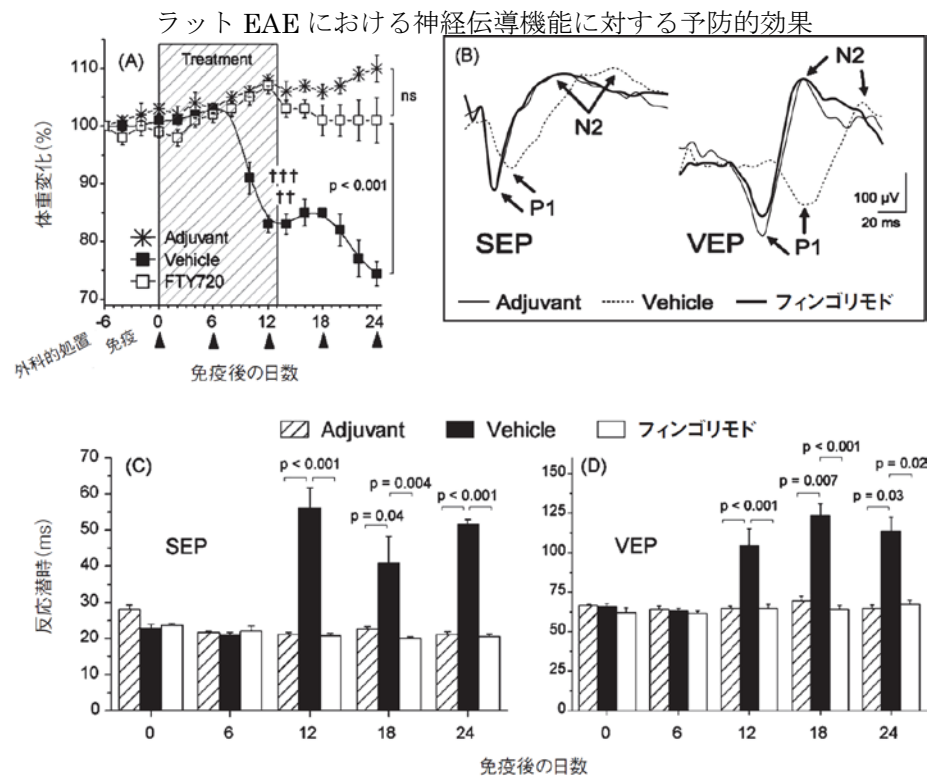 ラット EAE における神経伝導機能に対する予防的効果
(A)
Treatment
体重変化(%)
110
100
90
80
70
ns
p < 0.001
†††
††
Adjuvant
Vehicle
FTY720
-6 0 6 12 18 24
外科的処置 免疫
免疫後の日数
(B)
N2
P1
SEP
N2
P1
VEP
100 µV
20 ms
Adjuvant Vehicle フィンゴリモド
Adjuvant Vehicle フィンゴリモド
(C)
反応潜時(ms)
70
60
50
40
30
20
10
0
SEP
p < 0.001
p = 0.004
p = 0.04
p < 0.001
0 6 12 18 24
(D)
150
125
100
75
50
25
0
VEP
p < 0.001
p < 0.001
p = 0.007
p = 0.02
p = 0.03
0 6 12 18 24
免疫後の日数